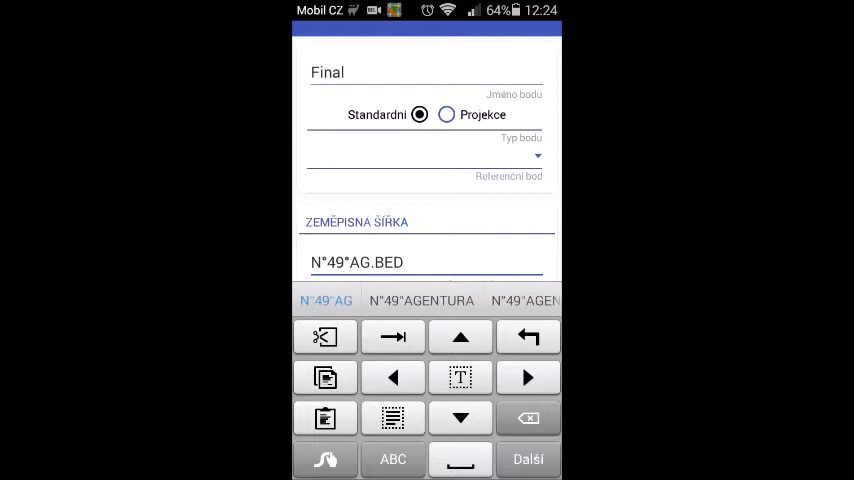 Mobil CZ 64% 12:24
Final
Jméno bodu
Standardní Projekce
Typ bodu
Referenční bod
ZEMĚPISNÁ ŠÍŘKA
N°49°AG.BED
N°49°AG N°49°AGENTURA N°49°AGEN
T
ABC Další